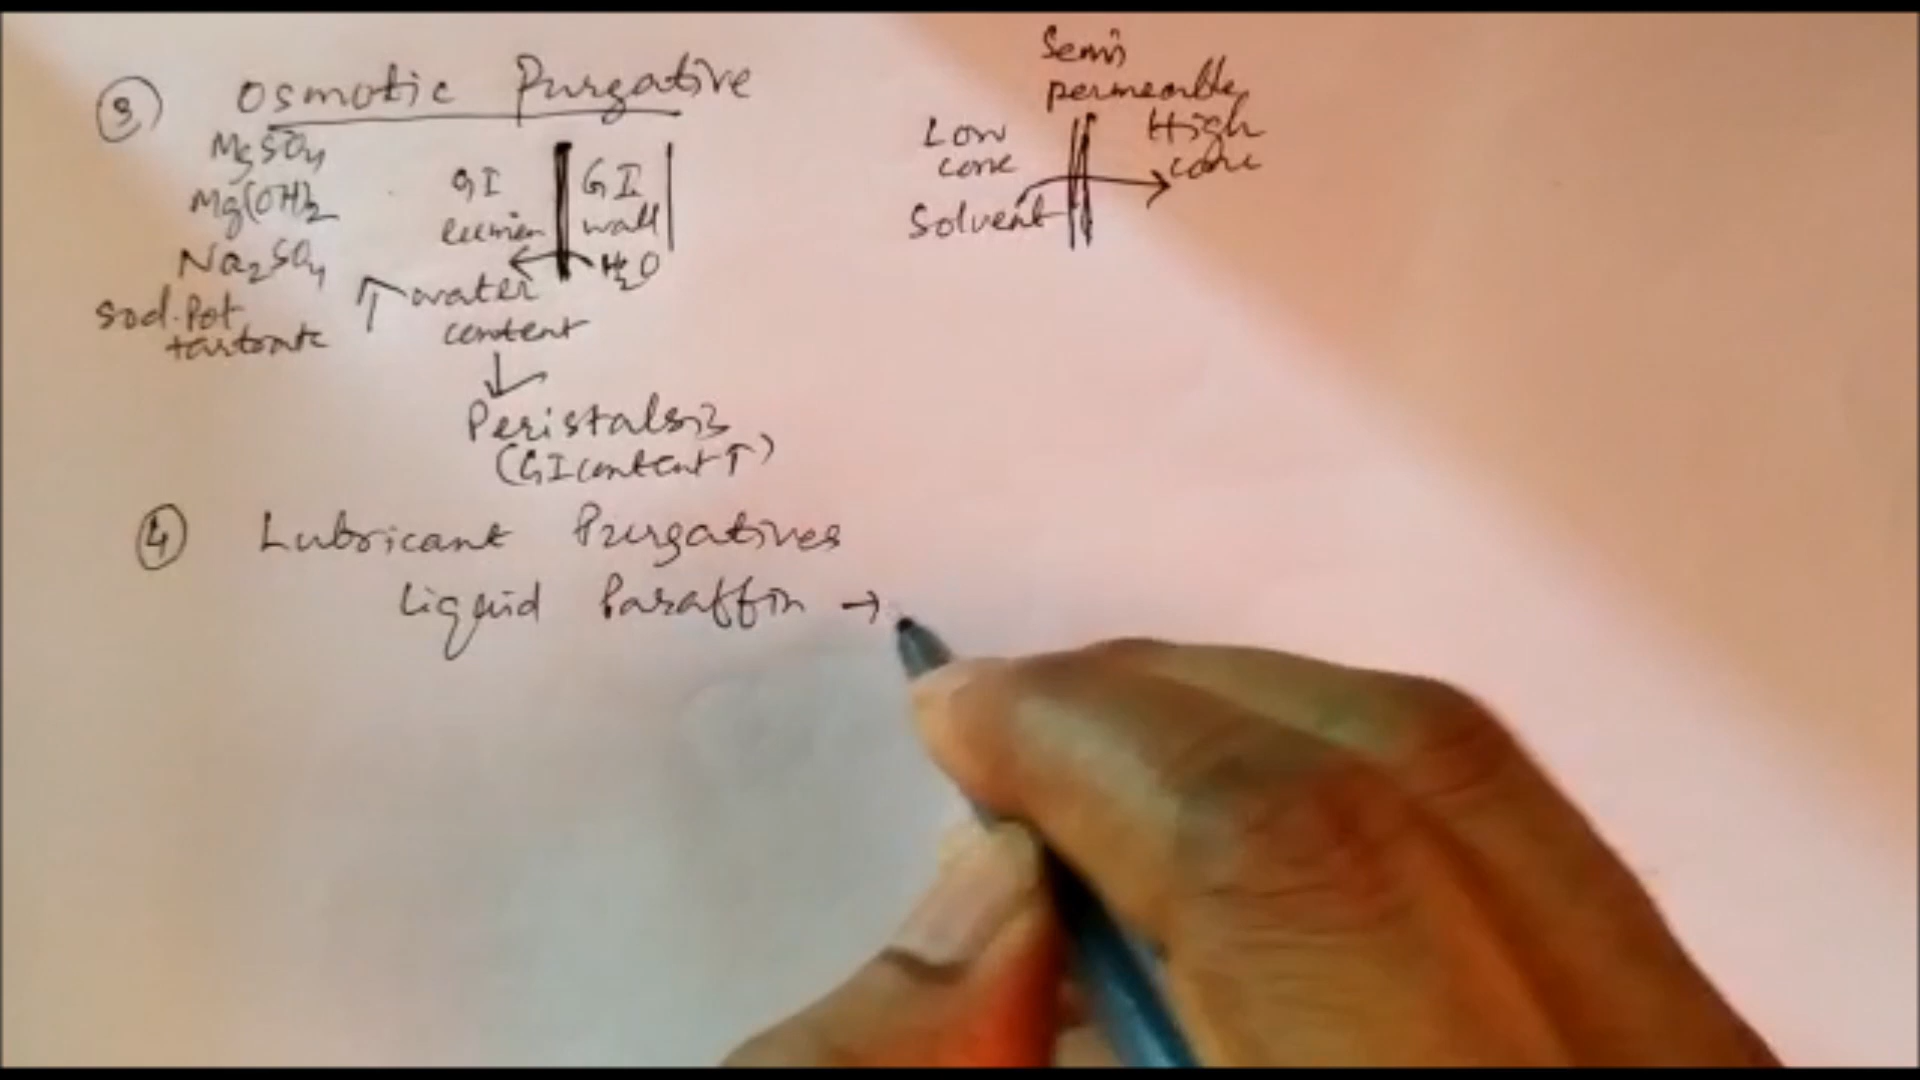 3 Osmotic Purgative
MgSO4
Mg(OH)2
Na2SO4
Sod. Pot
tartrate
GI
lumen
GI
wall
H2O
↑ water
content
↓
Peristalsis
(GI content ↑)
Semi
permeable
Low
conc
High
conc
Solvent
4 Lubricant Purgatives
Liquid Paraffin →